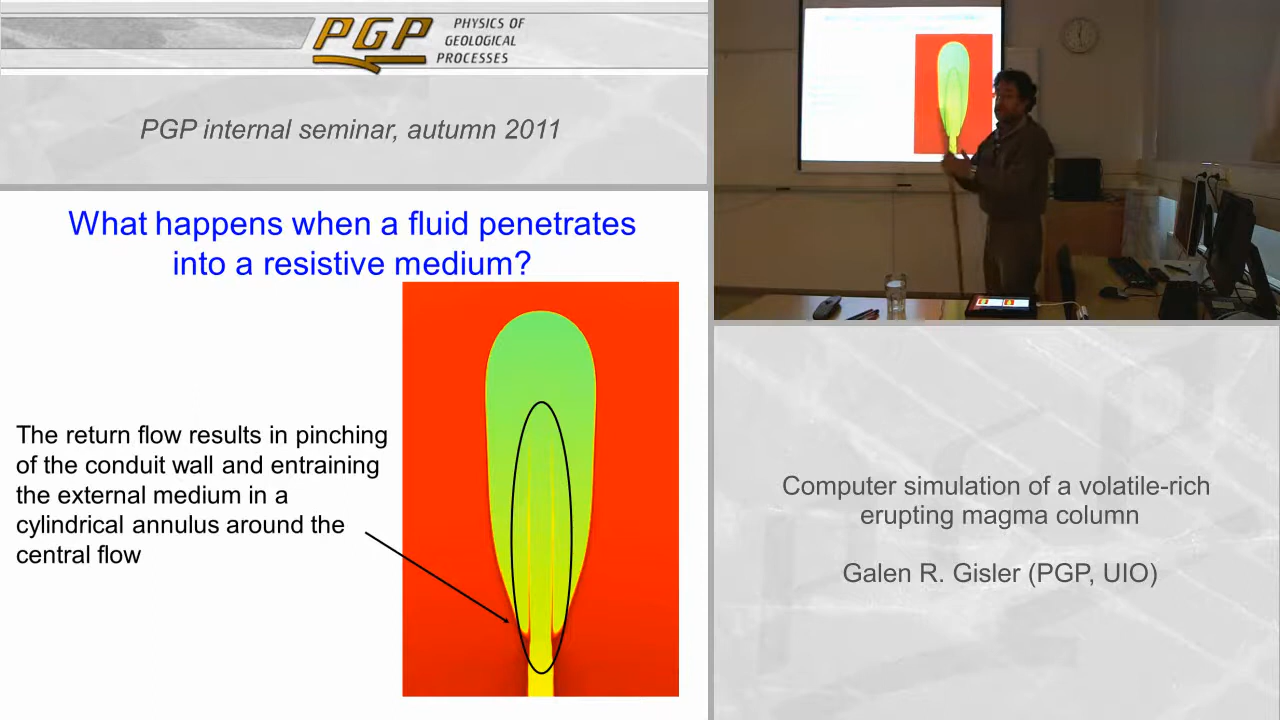 PGP
PHYSICS OF
GEOLOGICAL
PROCESSES
PGP internal seminar, autumn 2011
What happens when a fluid penetrates
into a resistive medium?
The return flow results in pinching
of the conduit wall and entraining
the external medium in a
cylindrical annulus around the
central flow
Computer simulation of a volatile-rich
erupting magma column
Galen R. Gisler (PGP, UIO)